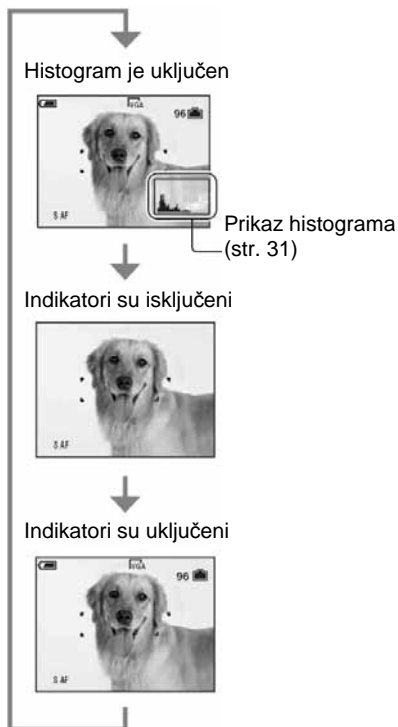 Histogram je uključen
VGA
96
S AF
Prikaz histograma
(str. 31)
Indikatori su isključeni
S AF
Indikatori su uključeni
VGA
96
S AF